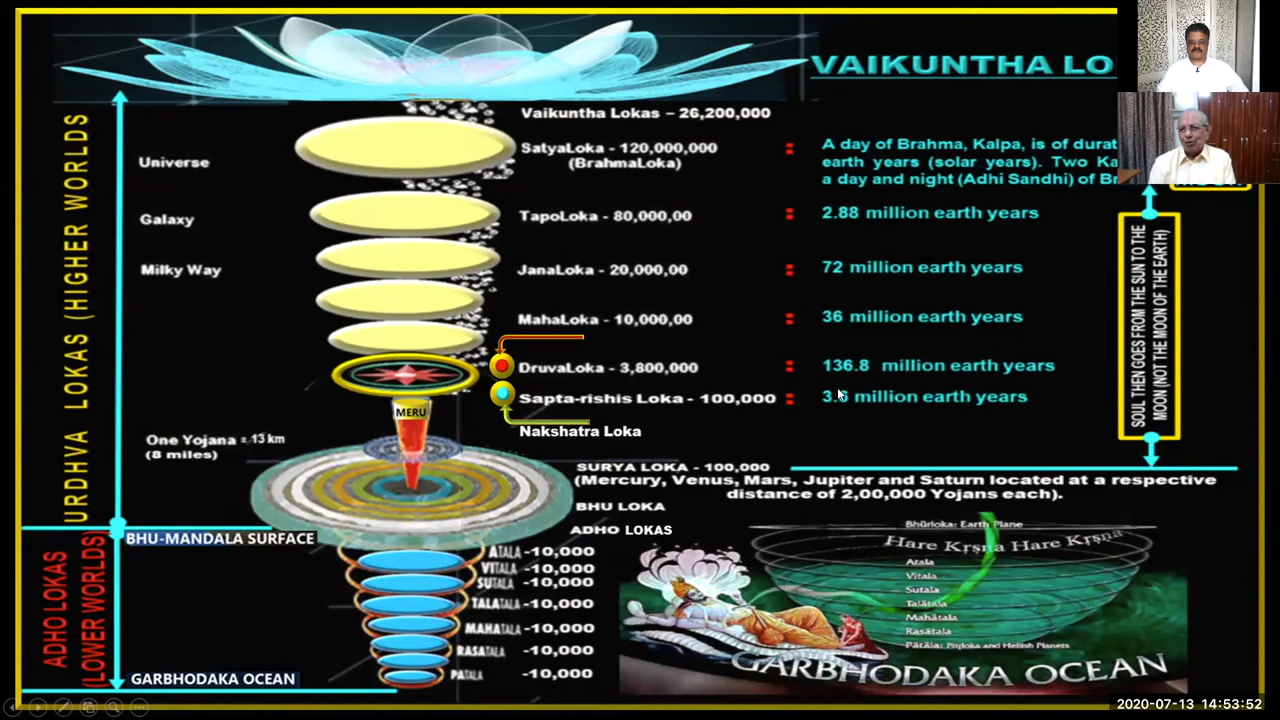 VAIKUNTHA LO
Vaikuntha Lokas – 26,200,000
SatyaLoka - 120,000,000
(BrahmaLoka)
:
A day of Brahma, Kalpa, is of durat
earth years (solar years). Two Ka
a day and night (Adhi Sandhi) of Br
Universe
TapoLoka - 80,000,00 : 2.88 million earth years
Galaxy
JanaLoka - 20,000,00 : 72 million earth years
Milky Way
MahaLoka - 10,000,00 : 36 million earth years
DruvaLoka - 3,800,000 : 136.8 million earth years
Sapta-rishis Loka - 100,000 : million earth years
Nakshatra Loka
MERU
One Yojana = 13 km
(8 miles)
SURYA LOKA - 100,000
(Mercury, Venus, Mars, Jupiter and Saturn located at a respective
distance of 2,00,000 Yojans each).
BHU LOKA
ADHO LOKAS
URDHVA LOKAS (HIGHER WORLDS)
SOUL THEN GOES FROM THE SUN TO THE
MOON (NOT THE MOON OF THE EARTH)
BHU-MANDALA SURFACE
ADHO LOKAS
(LOWER WORLDS)
ATALA -10,000
VITALA -10,000
SUTALA -10,000
TALATALA -10,000
MAHATALA -10,000
RASATALA -10,000
PATALA -10,000
GARBHODAKA OCEAN
Bhūrloka: Earth Plane
Hare Kṛṣṇa Hare Kṛṣṇa
Atala
Vitala
Sutala
Talātala
Mahātala
Rasātala
Pātāla: Pitṛloka and Hellish Planets
GARBHODAKA OCEAN
2020-07-13 14:53:52